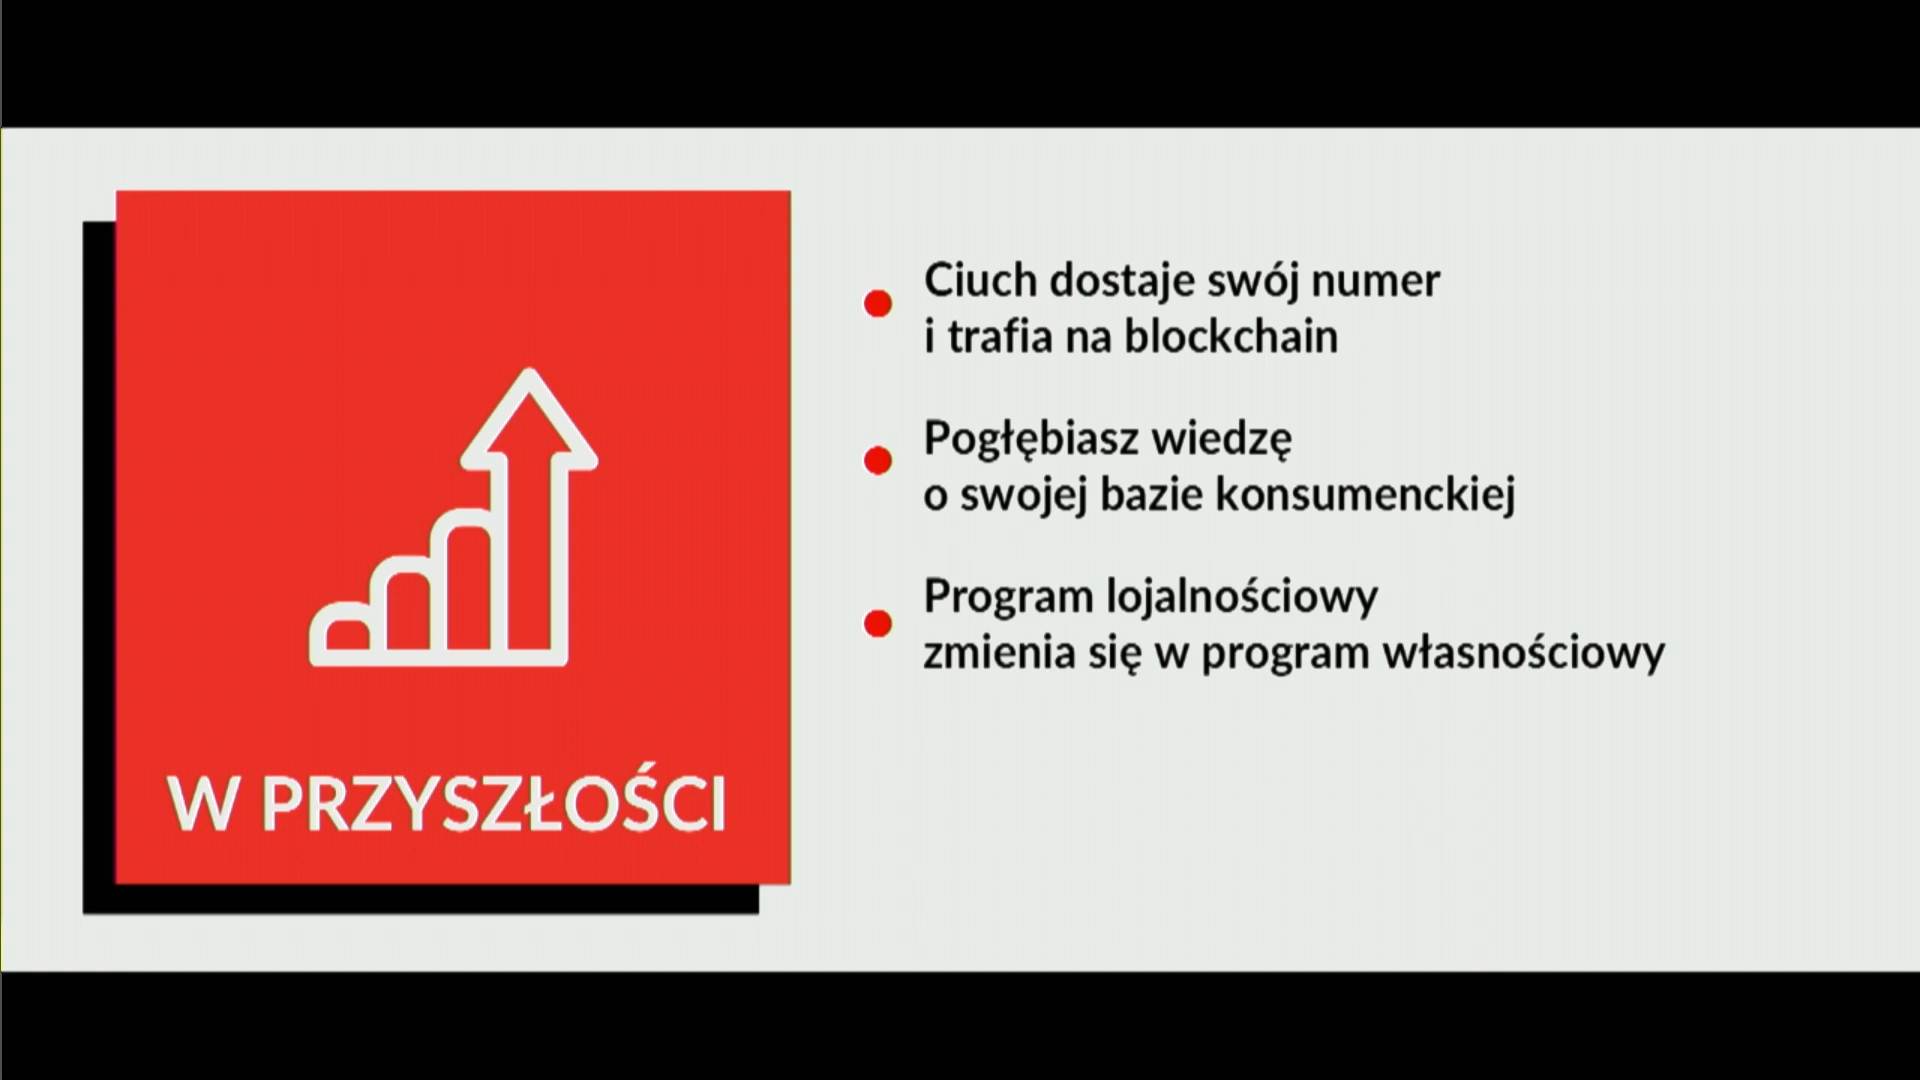 W PRZYSZŁOŚCI
Ciuch dostaje swój numer
i trafia na blockchain
Pogłębiasz wiedzę
o swojej bazie konsumenckiej
Program lojalnościowy
zmienia się w program własnościowy